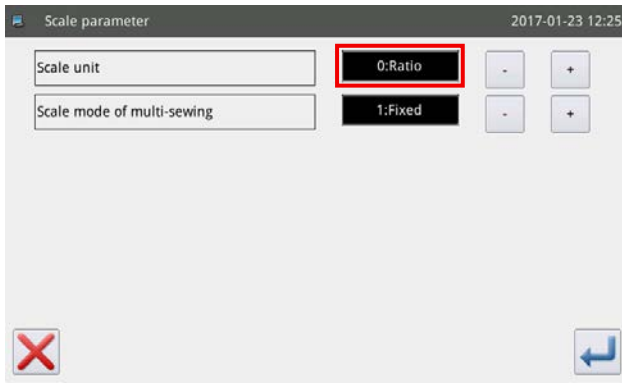 Scale parameter 2017-01-23 12:25
Scale unit 0:Ratio - +
Scale mode of multi-sewing 1:Fixed - +